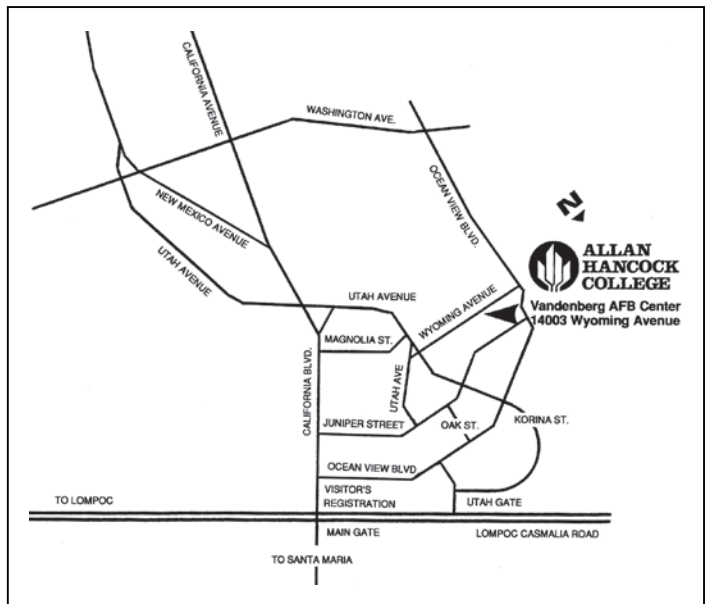 CALIFORNIA AVENUE
WASHINGTON AVE.
OCEAN VIEW BLVD.
NEW MEXICO AVENUE
UTAH AVENUE
N
ALLAN
HANCOCK
COLLEGE
Vandenberg AFB Center
14003 Wyoming Avenue
UTAH AVENUE
WYOMING AVENUE
MAGNOLIA ST.
CALIFORNIA BLVD.
UTAH AVE
JUNIPER STREET
OAK ST.
KORINA ST.
OCEAN VIEW BLVD
VISITOR'S
REGISTRATION
UTAH GATE
TO LOMPOC
MAIN GATE
LOMPOC CASMALIA ROAD
TO SANTA MARIA